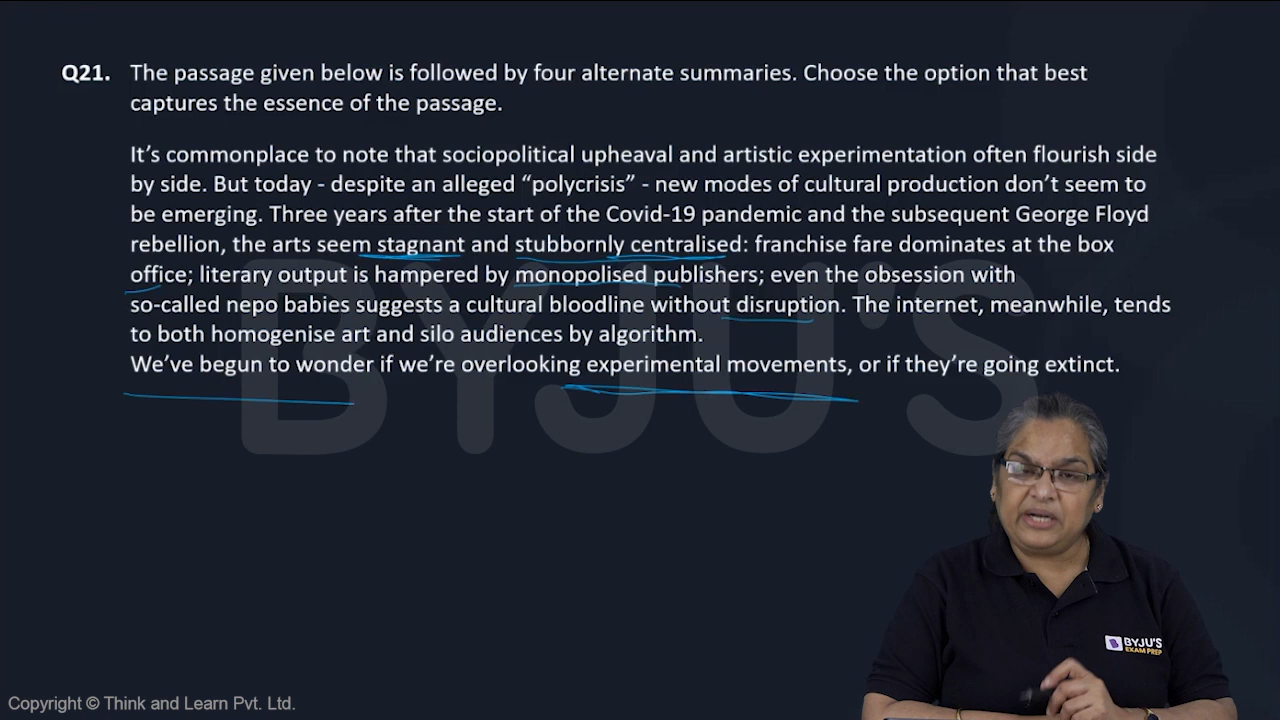 Q21. The passage given below is followed by four alternate summaries. Choose the option that best
captures the essence of the passage.
It's commonplace to note that sociopolitical upheaval and artistic experimentation often flourish side
by side. But today - despite an alleged “polycrisis” - new modes of cultural production don't seem to
be emerging. Three years after the start of the Covid-19 pandemic and the subsequent George Floyd
rebellion, the arts seem stagnant and stubbornly centralised: franchise fare dominates at the box
office; literary output is hampered by monopolised publishers; even the obsession with
so-called nepo babies suggests a cultural bloodline without disruption. The internet, meanwhile, tends
to both homogenise art and silo audiences by algorithm.
We've begun to wonder if we're overlooking experimental movements, or if they're going extinct.
BYJU'S
BYJU'S
EXAM PREP
Copyright © Think and Learn Pvt. Ltd.